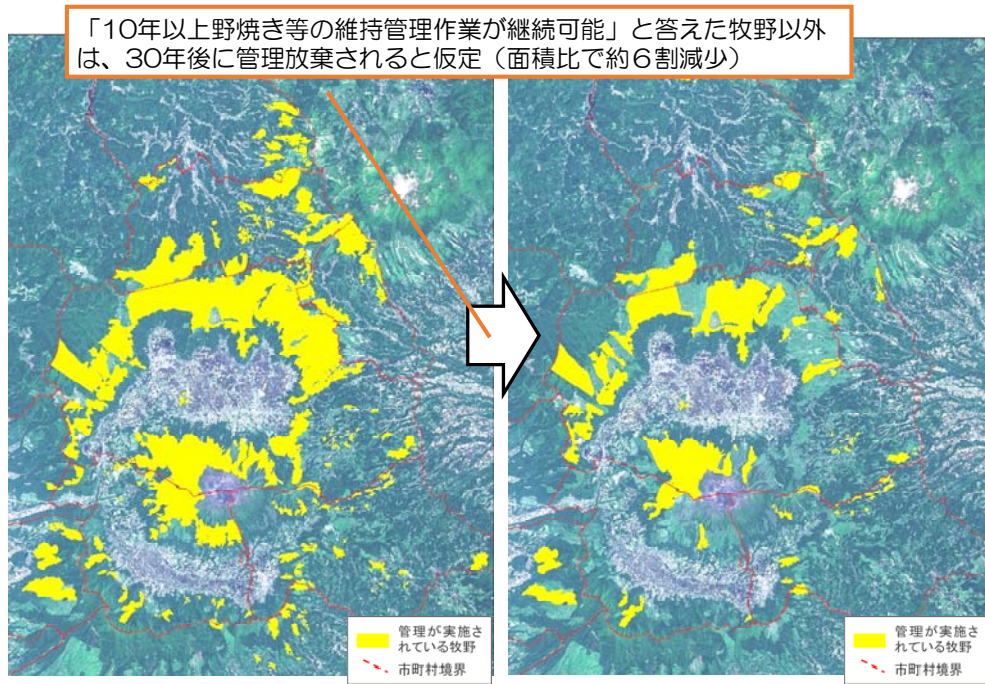 「10年以上野焼き等の維持管理作業が継続可能」と答えた牧野以外
は、30年後に管理放棄されると仮定（面積比で約６割減少）
管理が実施さ
れている牧野
市町村境界
管理が実施さ
れている牧野
市町村境界